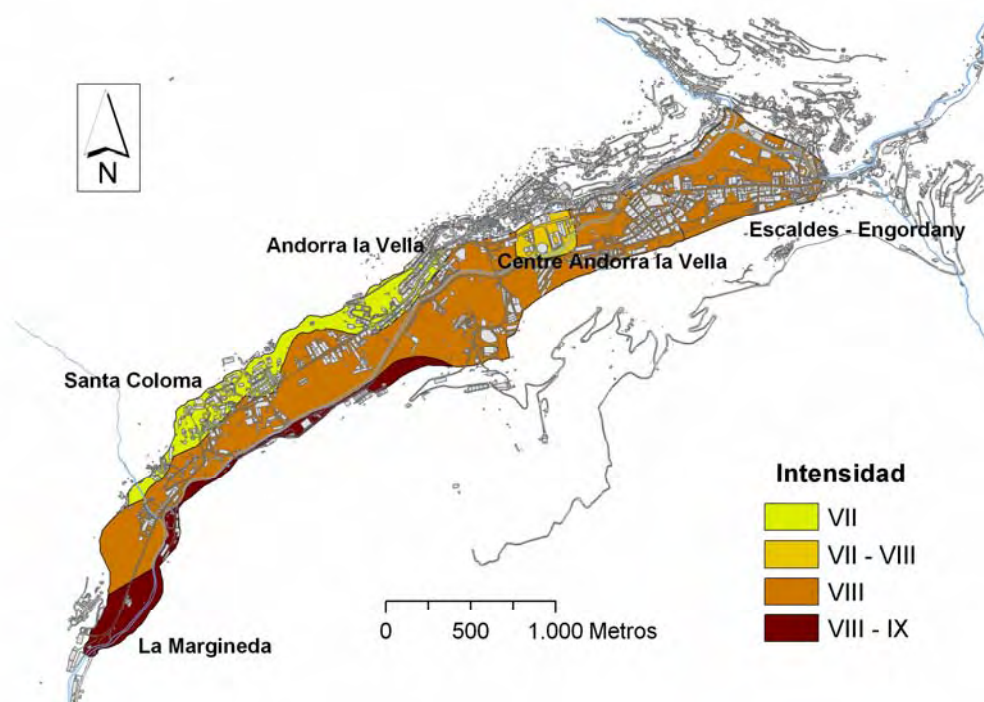 N
Andorra la Vella
Escaldes - Engordany
Centre Andorra la Vella
Santa Coloma
La Margineda
Intensidad
VII
VII - VIII
VIII
VIII - IX
0 500 1.000 Metros